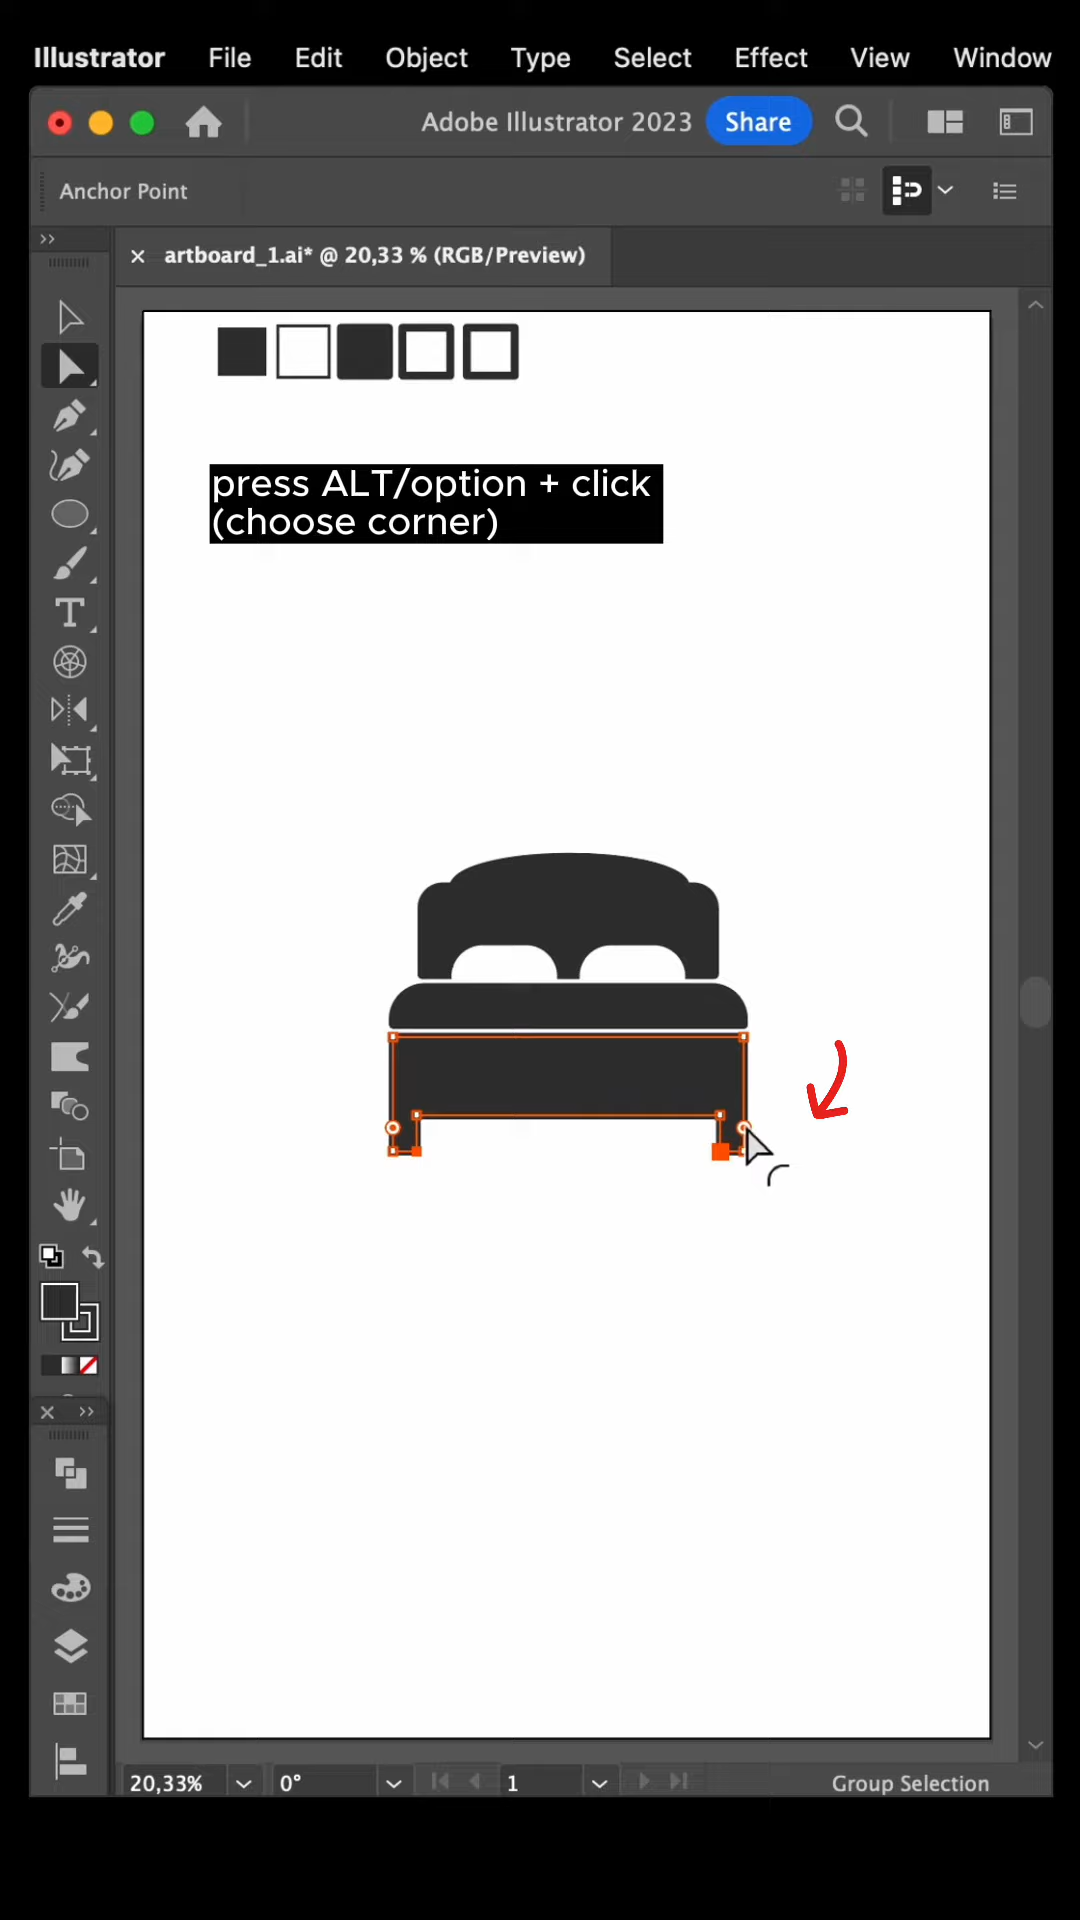 Illustrator File Edit Object Type Select Effect View Window
Adobe Illustrator 2023 Share
Anchor Point
artboard_1.ai* @ 20,33 % (RGB/Preview)
press ALT/option + click
(choose corner)
20,33% 0° 1 Group Selection